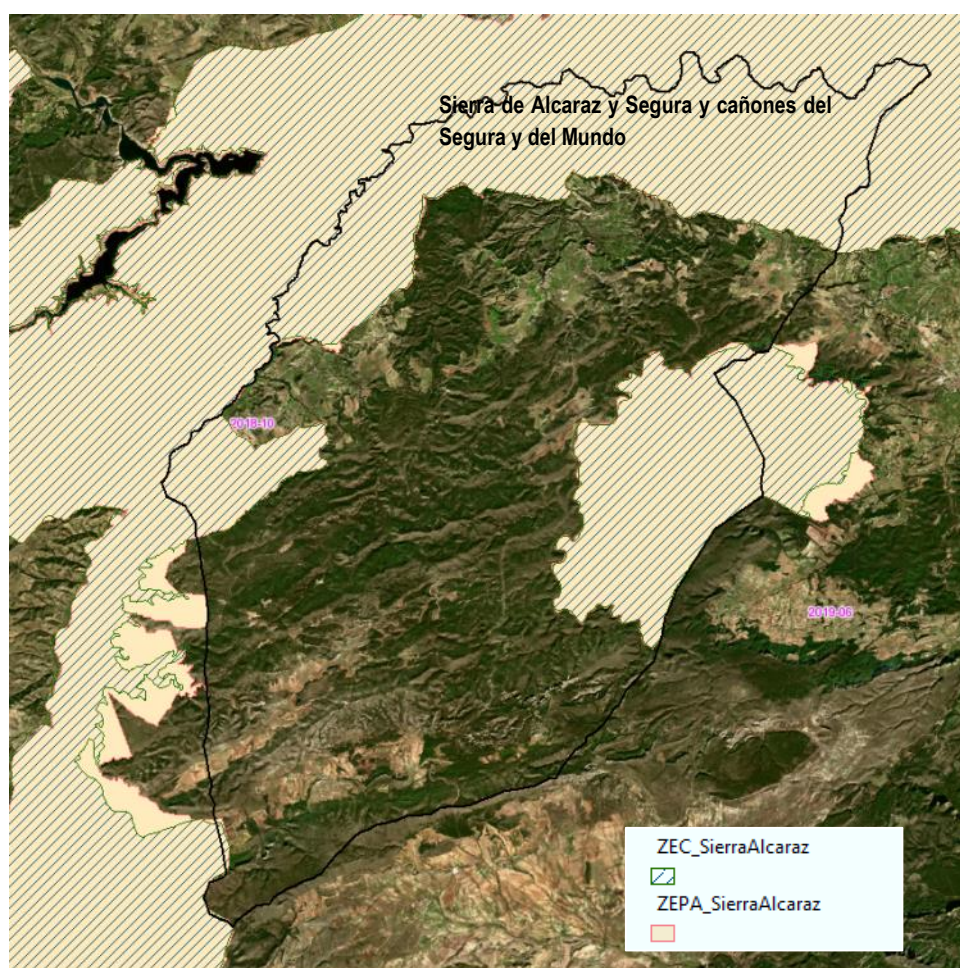 Sierra de Alcaraz y Segura y cañones del
Segura y del Mundo
2018-10
2019-06
ZEC_SierraAlcaraz
ZEPA_SierraAlcaraz